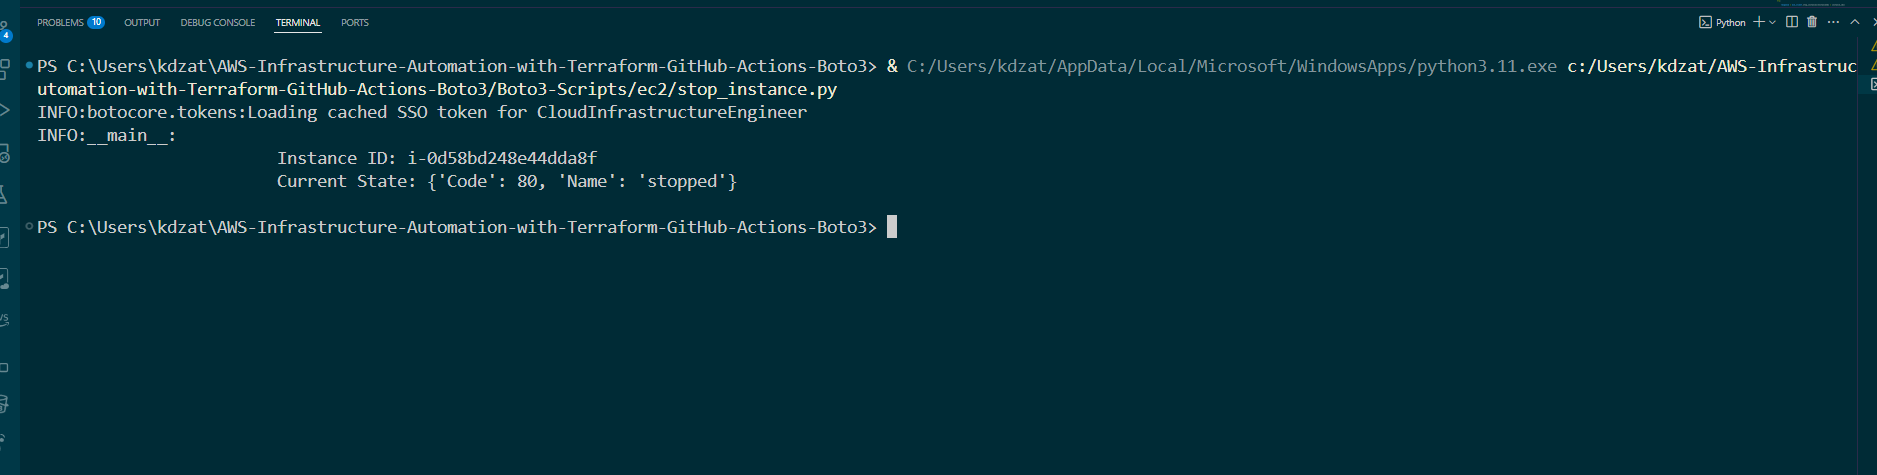 PROBLEMS 10 OUTPUT DEBUG CONSOLE TERMINAL PORTS Python
4
PS C:\Users\kdzat\AWS-Infrastructure-Automation-with-Terraform-GitHub-Actions-Boto3> & C:/Users/kdzat/AppData/Local/Microsoft/WindowsApps/python3.11.exe c:/Users/kdzat/AWS-Infrastruc
utomation-with-Terraform-GitHub-Actions-Boto3/Boto3-Scripts/ec2/stop_instance.py
INFO:botocore.tokens:Loading cached SSO token for CloudInfrastructureEngineer
INFO:__main__:
Instance ID: i-0d58bd248e44dda8f
Current State: {'Code': 80, 'Name': 'stopped'}
PS C:\Users\kdzat\AWS-Infrastructure-Automation-with-Terraform-GitHub-Actions-Boto3>